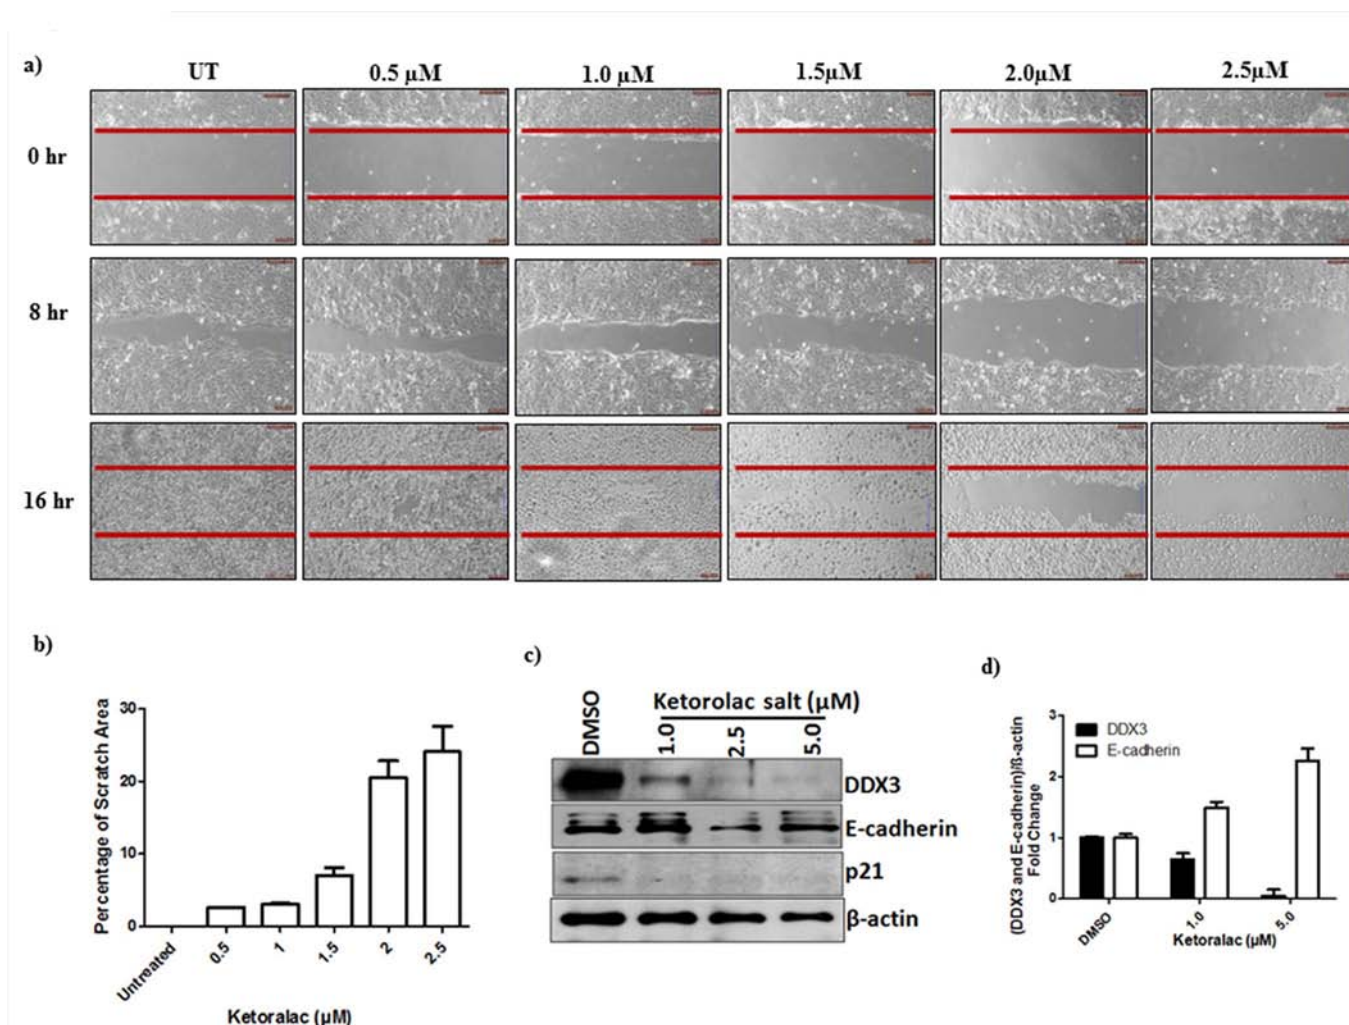 a)
UT 0.5 µM 1.0 µM 1.5µM 2.0µM 2.5µM
0 hr
8 hr
16 hr
b)
Percentage of Scratch Area
30
20
10
0
Untreated 0.5 1 1.5 2 2.5
Ketoralac (µM)
c)
Ketorolac salt (µM)
DMSO 1.0 2.5 5.0
DDX3
E-cadherin
p21
β-actin
d)
(DDX3 and E-cadherin)/ß-actin
Fold Change
3
2
1
0
DDX3
E-cadherin
DMSO 1.0 5.0
Ketoralac (µM)